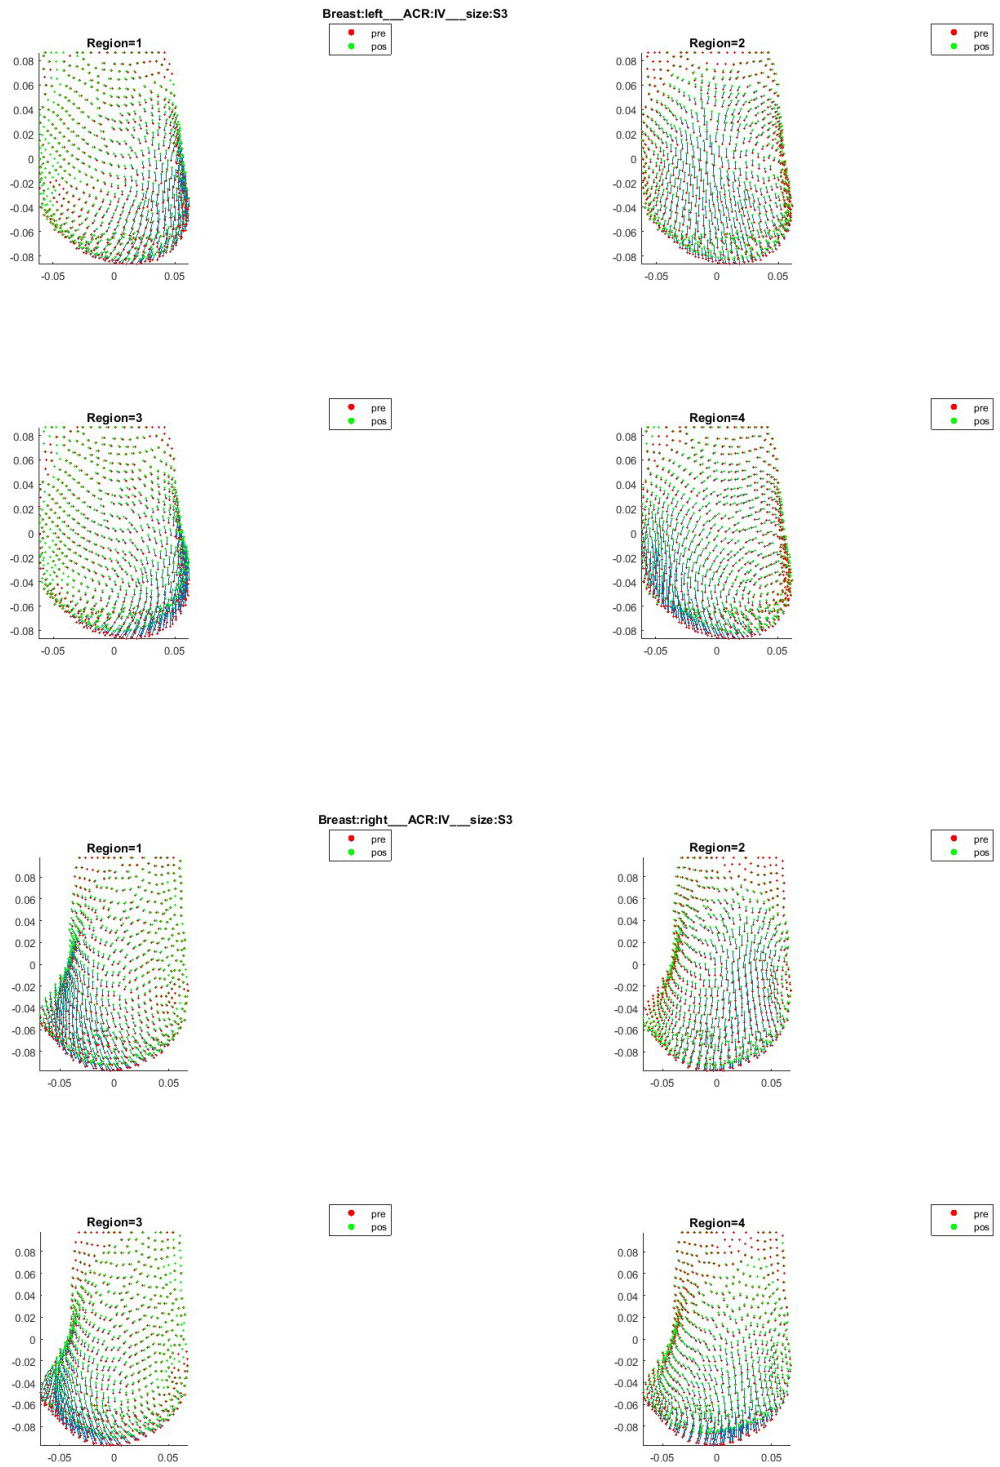 Breast:left___ACR:IV___size:S3
Region=1
pre
pos
0.08
0.06
0.04
0.02
0
-0.02
-0.04
-0.06
-0.08
-0.05 0 0.05
Region=2
pre
pos
0.08
0.06
0.04
0.02
0
-0.02
-0.04
-0.06
-0.08
-0.05 0 0.05
Region=3
pre
pos
0.08
0.06
0.04
0.02
0
-0.02
-0.04
-0.06
-0.08
-0.05 0 0.05
Region=4
pre
pos
0.08
0.06
0.04
0.02
0
-0.02
-0.04
-0.06
-0.08
-0.05 0 0.05
Breast:right___ACR:IV___size:S3
Region=1
pre
pos
0.08
0.06
0.04
0.02
0
-0.02
-0.04
-0.06
-0.08
-0.05 0 0.05
Region=2
pre
pos
0.08
0.06
0.04
0.02
0
-0.02
-0.04
-0.06
-0.08
-0.05 0 0.05
Region=3
pre
pos
0.08
0.06
0.04
0.02
0
-0.02
-0.04
-0.06
-0.08
-0.05 0 0.05
Region=4
pre
pos
0.08
0.06
0.04
0.02
0
-0.02
-0.04
-0.06
-0.08
-0.05 0 0.05